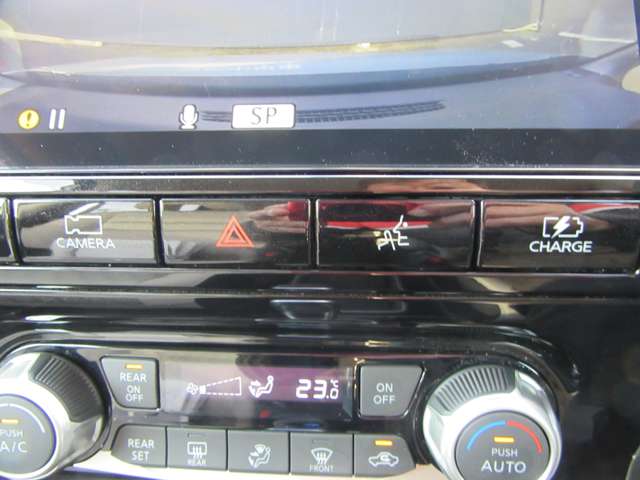 SP
CAMERA
CHARGE
REAR
ON
OFF
23.0°C
ON
OFF
PUSH
A/C
REAR
SET
REAR
FRONT
PUSH
AUTO